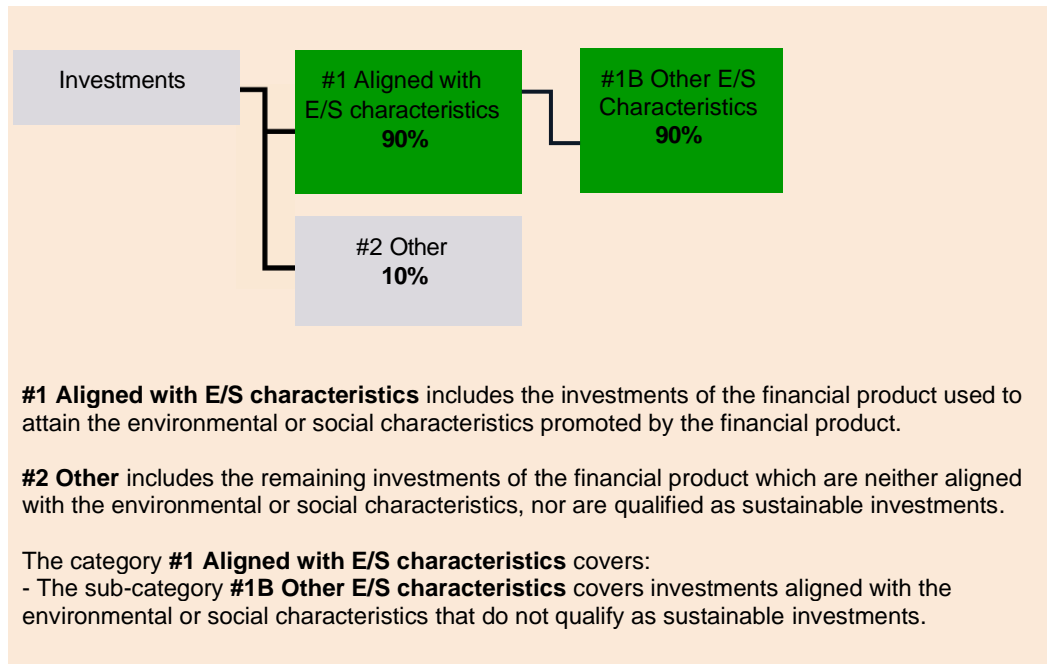 Investments
#1 Aligned with
E/S characteristics
90%
#1B Other E/S
Characteristics
90%
#2 Other
10%
#1 Aligned with E/S characteristics includes the investments of the financial product used to
attain the environmental or social characteristics promoted by the financial product.
#2 Other includes the remaining investments of the financial product which are neither aligned
with the environmental or social characteristics, nor are qualified as sustainable investments.
The category #1 Aligned with E/S characteristics covers:
- The sub-category #1B Other E/S characteristics covers investments aligned with the
environmental or social characteristics that do not qualify as sustainable investments.